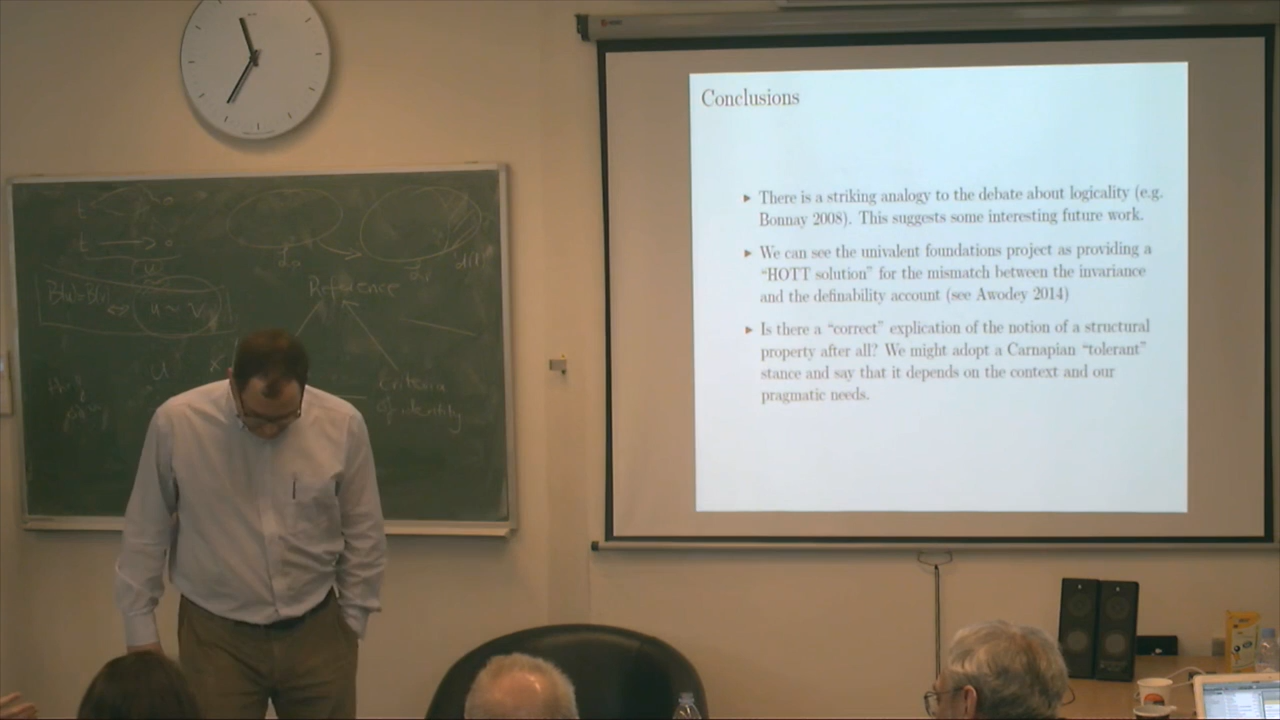 Conclusions
There is a striking analogy to the debate about logicality (e.g.
Bonnay 2008). This suggests some interesting future work.
We can see the univalent foundations project as providing a
“HOTT solution” for the mismatch between the invariance
and the definability account (see Awodey 2014)
Is there a “correct” explication of the notion of a structural
property after all? We might adopt a Carnapian “tolerant”
stance and say that it depends on the context and our
pragmatic needs.
Reference
Criteria
of identity